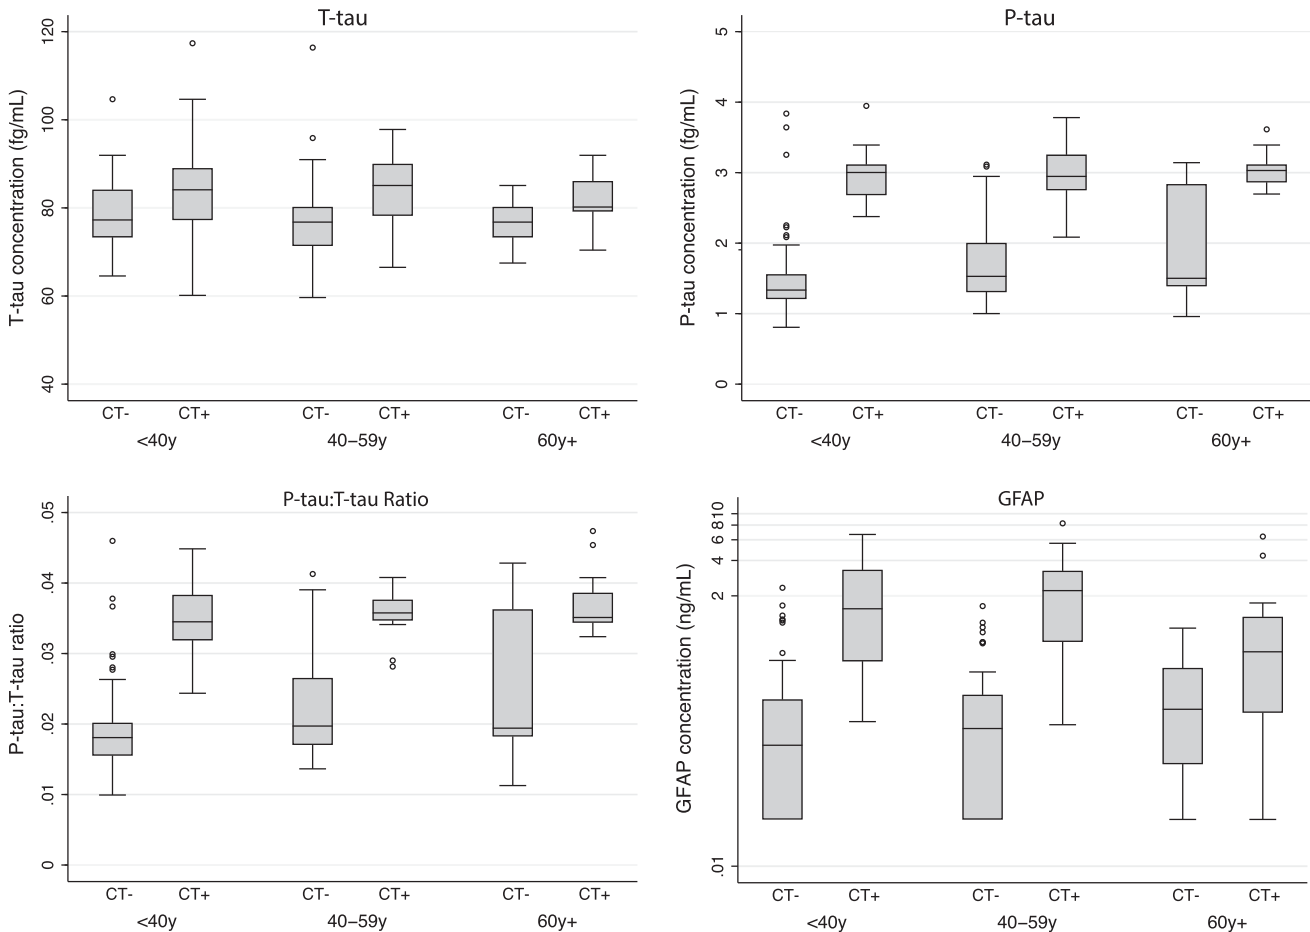 T-tau
T-tau concentration (fg/mL)
120
100
80
60
40
CT- CT+ CT- CT+ CT- CT+
<40y 40–59y 60y+
P-tau
P-tau concentration (fg/mL)
5
4
3
2
1
0
CT- CT+ CT- CT+ CT- CT+
<40y 40–59y 60y+
P-tau:T-tau Ratio
P-tau:T-tau ratio
.05
.04
.03
.02
.01
0
CT- CT+ CT- CT+ CT- CT+
<40y 40–59y 60y+
GFAP
GFAP concentration (ng/mL)
10
8
6
4
2
.01
CT- CT+ CT- CT+ CT- CT+
<40y 40–59y 60y+